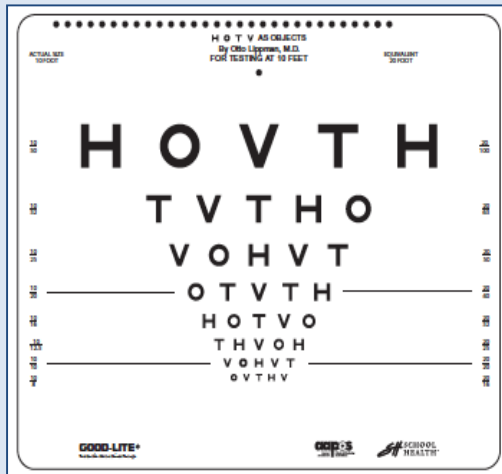 H O T V AS OBJECTS
By Otto Lippman, M.D.
FOR TESTING AT 10 FEET
ACTUAL SIZE
10 FOOT
EQUIVALENT
20 FOOT
H O V T H
T V T H O
V O H V T
O T V T H
H O T V O
T H V O H
V O H V T
O V T H V
GOOD-LITE
aapos
SCHOOL
HEALTH